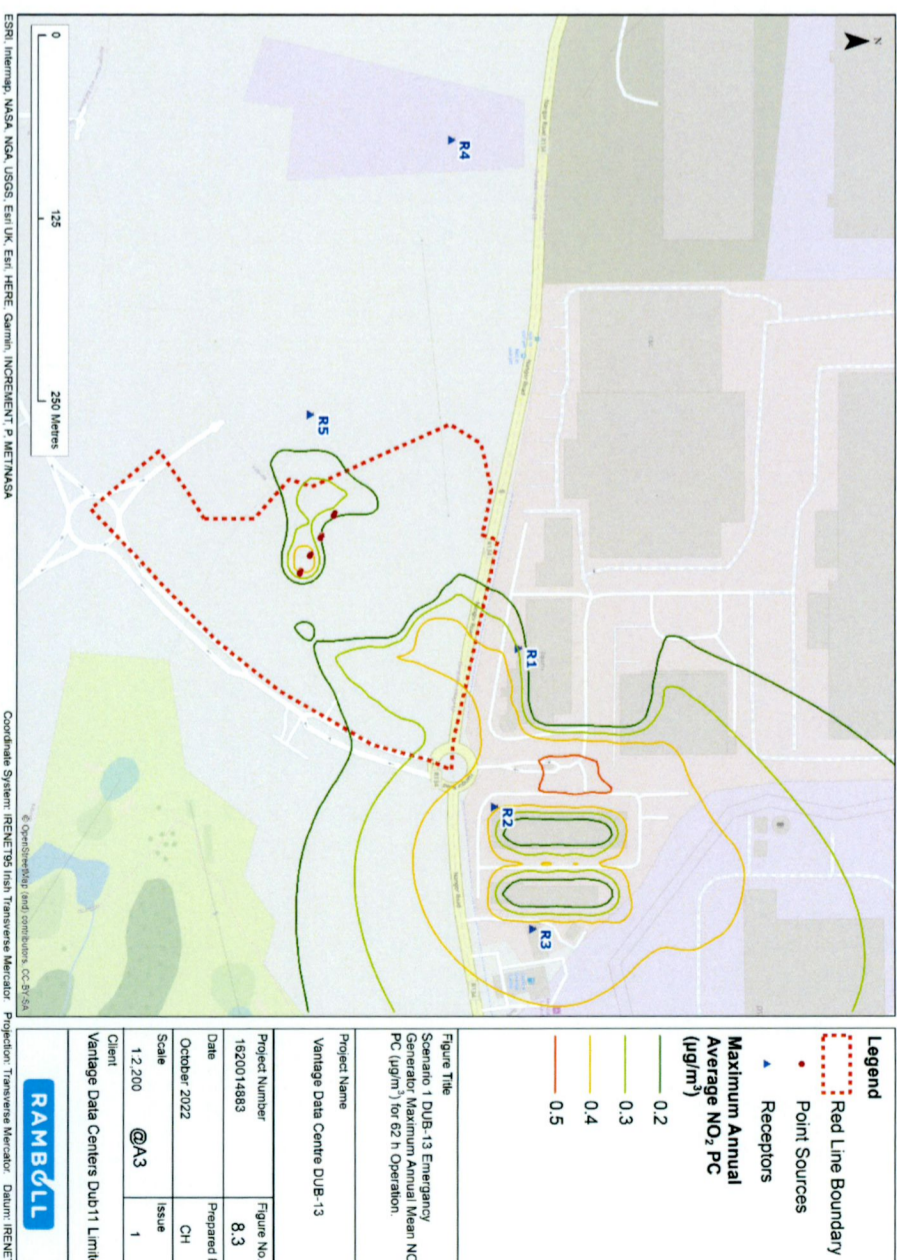 N
R4
R5
R1
R2
R3
0
125
250 Metres
ESRI, Intermap, NASA, NGA, USGS, Esri UK, Esri, HERE, Garmin, INCREMENT, P, MET/NASA
Coordinate System: IRENET95 Irish Transverse Mercator. Projection: Transverse Mercator. Datum: IRENE
© OpenStreetMap (and) contributors, CC-BY-SA
Legend
Red Line Boundary
Point Sources
Receptors
Maximum Annual
Average NO₂ PC
(µg/m³)
0.2
0.3
0.4
0.5
Figure Title
Scenario 1 DUB-13 Emergancy
Generator Maximum Annual Mean NO
PC (µg/m³) for 62 h Operation.
Project Name
Vantage Data Centre DUB-13
Project Number
1620014883
Figure No
8.3
Date
October 2022
Prepared
CH
Scale
1:2,200 @A3
Issue
1
Client
Vantage Data Centers Dub11 Limit
RAMBOLL